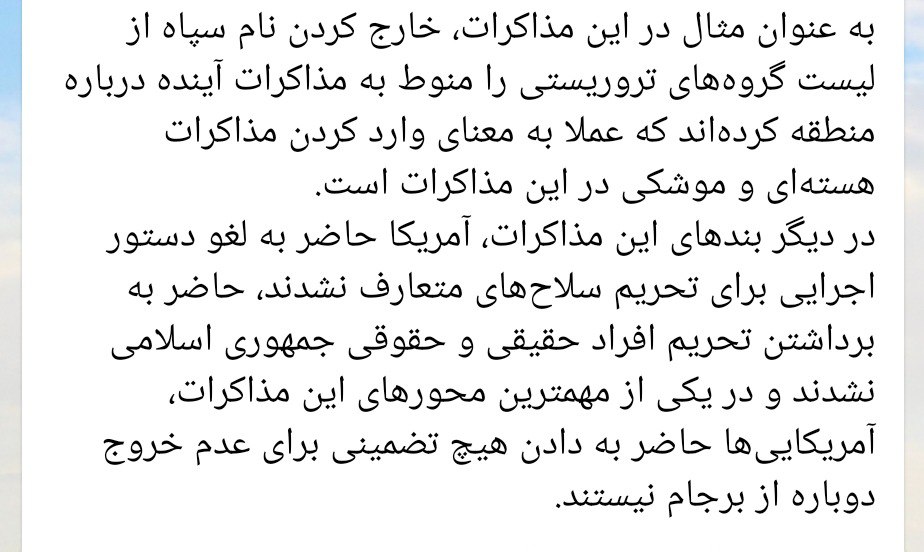 به عنوان مثال در این مذاکرات، خارج کردن نام سپاه از
لیست گروه‌های تروریستی را منوط به مذاکرات آینده درباره
منطقه کرده‌اند که عملا به معنای وارد کردن مذاکرات
هسته‌ای و موشکی در این مذاکرات است.
در دیگر بندهای این مذاکرات، آمریکا حاضر به لغو دستور
اجرایی برای تحریم سلاح‌های متعارف نشدند، حاضر به
برداشتن تحریم افراد حقیقی و حقوقی جمهوری اسلامی
نشدند و در یکی از مهمترین محورهای این مذاکرات،
آمریکایی‌ها حاضر به دادن هیچ تضمینی برای عدم خروج
دوباره از برجام نیستند.